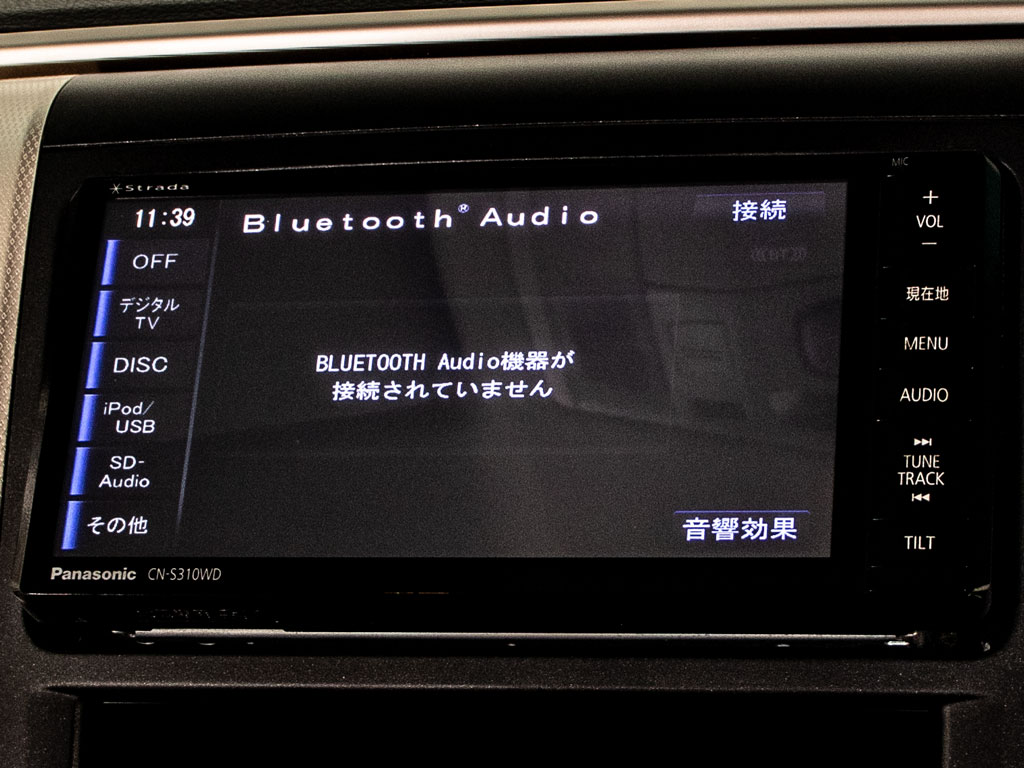 MIC
Strada
11:39
Bluetooth® Audio
接続
OFF
デジタル
TV
DISC
iPod/
USB
SD-
Audio
その他
BLUETOOTH Audio機器が
接続されていません
音響効果
+
VOL
−
現在地
MENU
AUDIO
TUNE
TRACK
TILT
Panasonic CN-S310WD